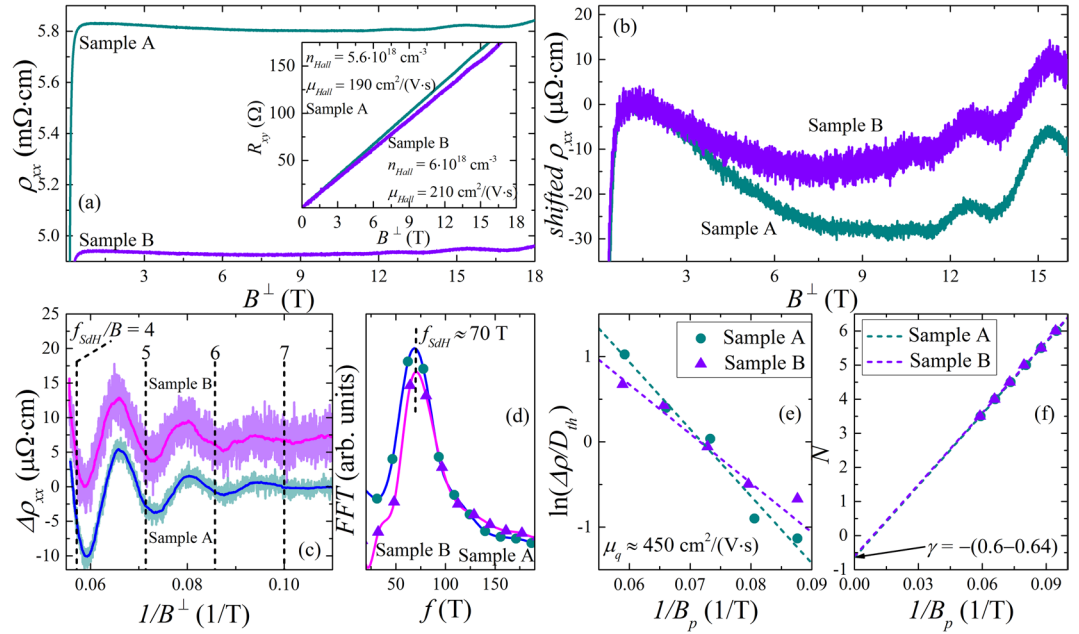 (a)
5.8
5.6
5.4
5.0
ρxx (mΩ·cm)
Sample A
Sample B
3 6 9 12 15 18
B⊥ (T)
150
100
50
Rxy (Ω)
nHall = 5.6·10^18 cm-3
μHall = 190 cm2/(V·s)
Sample A
Sample B
nHall = 6·10^18 cm-3
μHall = 210 cm2/(V·s)
0 3 6 9 12 15 18
B⊥ (T)
(b)
10
0
-10
-20
-30
shifted ρxx (μΩ·cm)
Sample B
Sample A
3 6 9 12 15
B⊥ (T)
25
20
15
10
5
0
-5
-10
Δρxx (μΩ·cm)
fSdH/B = 4
5 6 7
Sample B
Sample A
(c)
0.06 0.08 0.10
1/B⊥ (1/T)
FFT (arb. units)
fSdH ≈ 70 T
(d)
Sample B
Sample A
50 100 150
f (T)
1
0
-1
ln(Δρ/Dth)
Sample A
Sample B
(e)
μq ≈ 450 cm2/(V·s)
0.06 0.07 0.08 0.09
1/Bp (1/T)
6
5
4
3
2
1
0
-1
N
Sample A
Sample B
(f)
γ = −(0.6–0.64)
0.00 0.03 0.06 0.09
1/Bp (1/T)